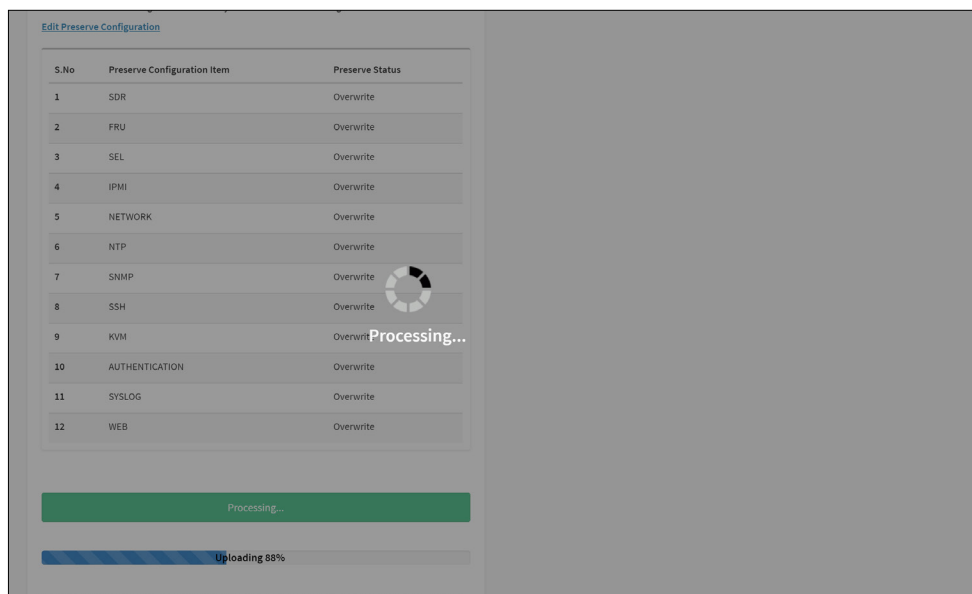 Edit Preserve Configuration
S.No Preserve Configuration Item Preserve Status
1 SDR Overwrite
2 FRU Overwrite
3 SEL Overwrite
4 IPMI Overwrite
5 NETWORK Overwrite
6 NTP Overwrite
7 SNMP Overwrite
8 SSH Overwrite
9 KVM Overwrit
Processing...
10 AUTHENTICATION Overwrite
11 SYSLOG Overwrite
12 WEB Overwrite
Processing...
Uploading 88%